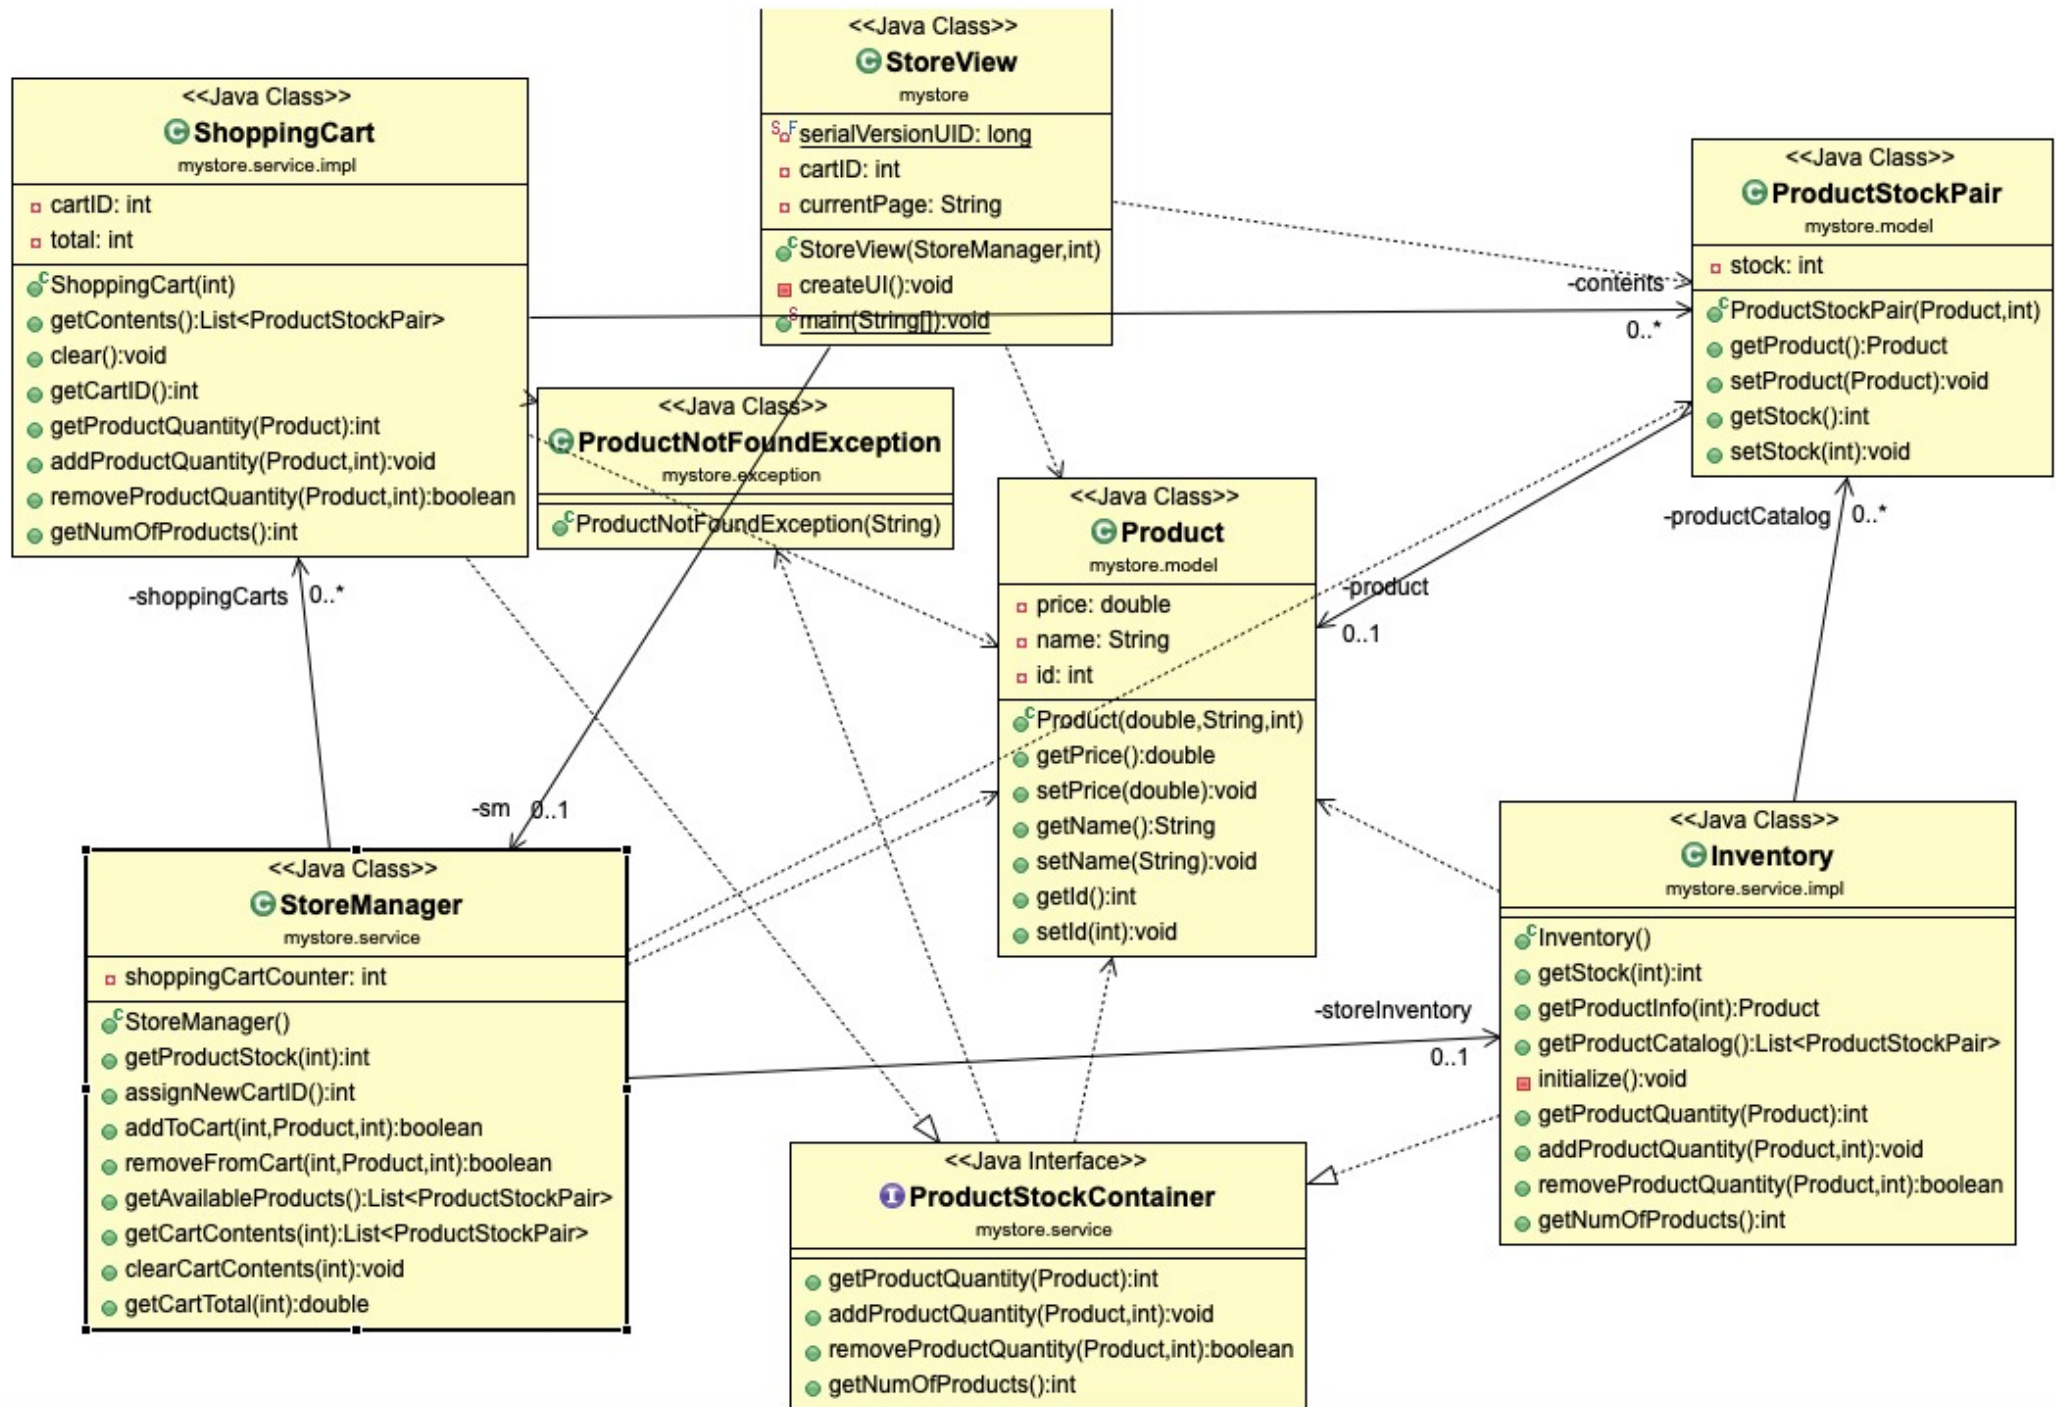 <<Java Class>>
StoreView
mystore
serialVersionUID: long
cartID: int
currentPage: String
StoreView(StoreManager,int)
createUI():void
main(String[]):void
<<Java Class>>
ShoppingCart
mystore.service.impl
cartID: int
total: int
ShoppingCart(int)
getContents():List<ProductStockPair>
clear():void
getCartID():int
getProductQuantity(Product):int
addProductQuantity(Product,int):void
removeProductQuantity(Product,int):boolean
getNumOfProducts():int
<<Java Class>>
ProductStockPair
mystore.model
stock: int
ProductStockPair(Product,int)
getProduct():Product
setProduct(Product):void
getStock():int
setStock(int):void
-contents
0..*
<<Java Class>>
ProductNotFoundException
mystore.exception
ProductNotFoundException(String)
<<Java Class>>
Product
mystore.model
price: double
name: String
id: int
Product(double,String,int)
getPrice():double
setPrice(double):void
getName():String
setName(String):void
getId():int
setId(int):void
-productCatalog 0..*
-product
0..1
-shoppingCarts 0..*
-sm 0..1
<<Java Class>>
StoreManager
mystore.service
shoppingCartCounter: int
StoreManager()
getProductStock(int):int
assignNewCartID():int
addToCart(int,Product,int):boolean
removeFromCart(int,Product,int):boolean
getAvailableProducts():List<ProductStockPair>
getCartContents(int):List<ProductStockPair>
clearCartContents(int):void
getCartTotal(int):double
-storeInventory
0..1
<<Java Class>>
Inventory
mystore.service.impl
Inventory()
getStock(int):int
getProductInfo(int):Product
getProductCatalog():List<ProductStockPair>
initialize():void
getProductQuantity(Product):int
addProductQuantity(Product,int):void
removeProductQuantity(Product,int):boolean
getNumOfProducts():int
<<Java Interface>>
ProductStockContainer
mystore.service
getProductQuantity(Product):int
addProductQuantity(Product,int):void
removeProductQuantity(Product,int):boolean
getNumOfProducts():int